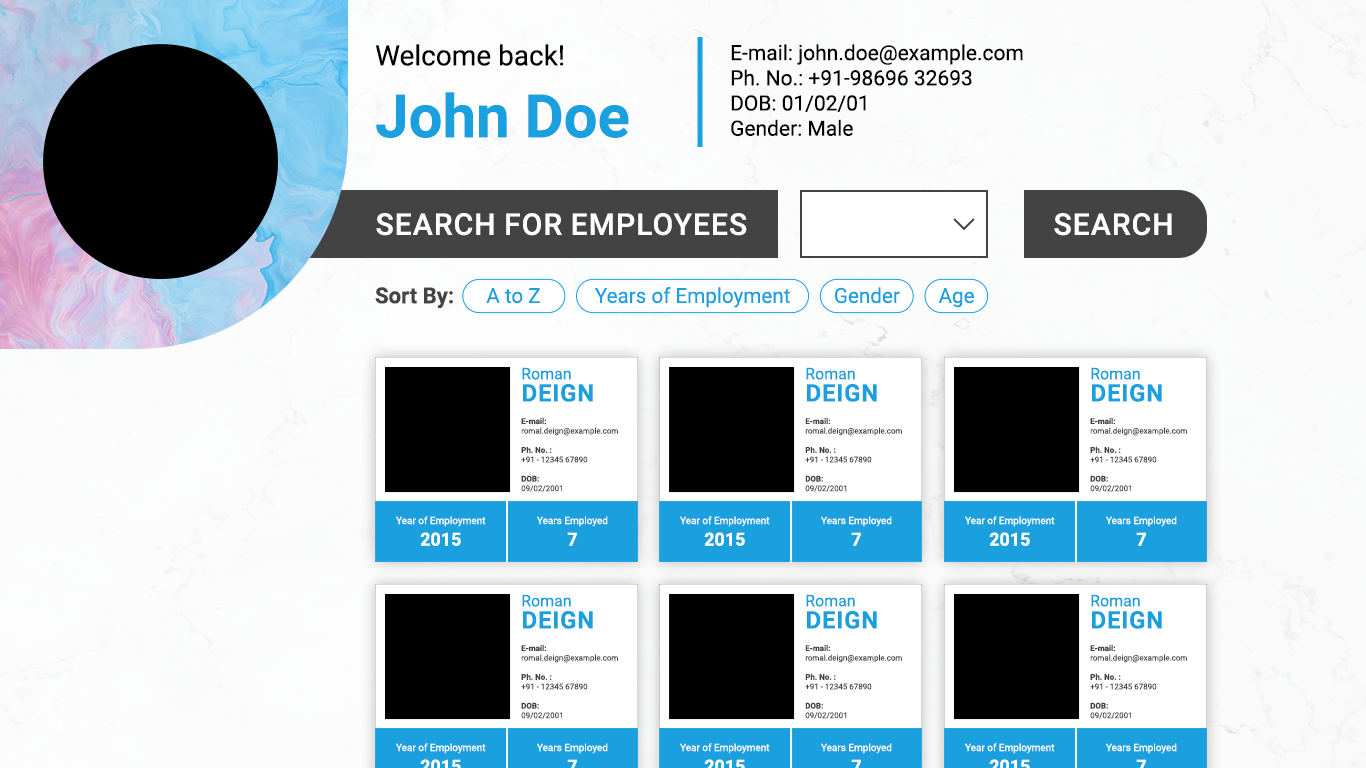 Welcome back!
John Doe
E-mail: john.doe@example.com
Ph. No.: +91-98696 32693
DOB: 01/02/01
Gender: Male
SEARCH FOR EMPLOYEES
SEARCH
Sort By: A to Z Years of Employment Gender Age
Roman
DEIGN
E-mail:
romal.deign@example.com
Ph. No. :
+91 - 12345 67890
DOB:
09/02/2001
Year of Employment
2015
Years Employed
7
Roman
DEIGN
E-mail:
romal.deign@example.com
Ph. No. :
+91 - 12345 67890
DOB:
09/02/2001
Year of Employment
2015
Years Employed
7
Roman
DEIGN
E-mail:
romal.deign@example.com
Ph. No. :
+91 - 12345 67890
DOB:
09/02/2001
Year of Employment
2015
Years Employed
7
Roman
DEIGN
E-mail:
romal.deign@example.com
Ph. No. :
+91 - 12345 67890
DOB:
09/02/2001
Year of Employment
2015
Years Employed
7
Roman
DEIGN
E-mail:
romal.deign@example.com
Ph. No. :
+91 - 12345 67890
DOB:
09/02/2001
Year of Employment
2015
Years Employed
7
Roman
DEIGN
E-mail:
romal.deign@example.com
Ph. No. :
+91 - 12345 67890
DOB:
09/02/2001
Year of Employment
2015
Years Employed
7